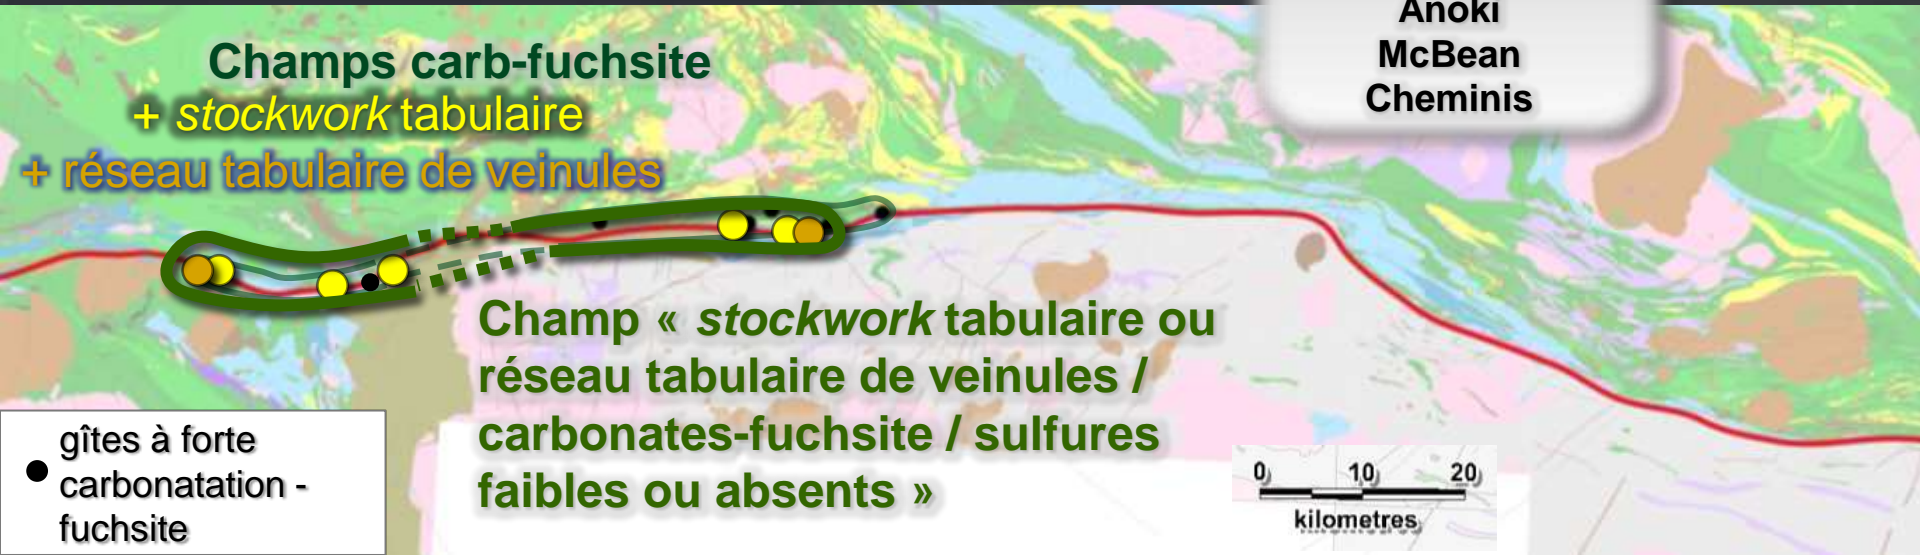 Anoki
McBean
Cheminis
Champs carb-fuchsite
+ stockwork tabulaire
+ réseau tabulaire de veinules
Champ « stockwork tabulaire ou
réseau tabulaire de veinules /
carbonates-fuchsite / sulfures
faibles ou absents »
gîtes à forte
carbonatation -
fuchsite
0 10 20
kilometres